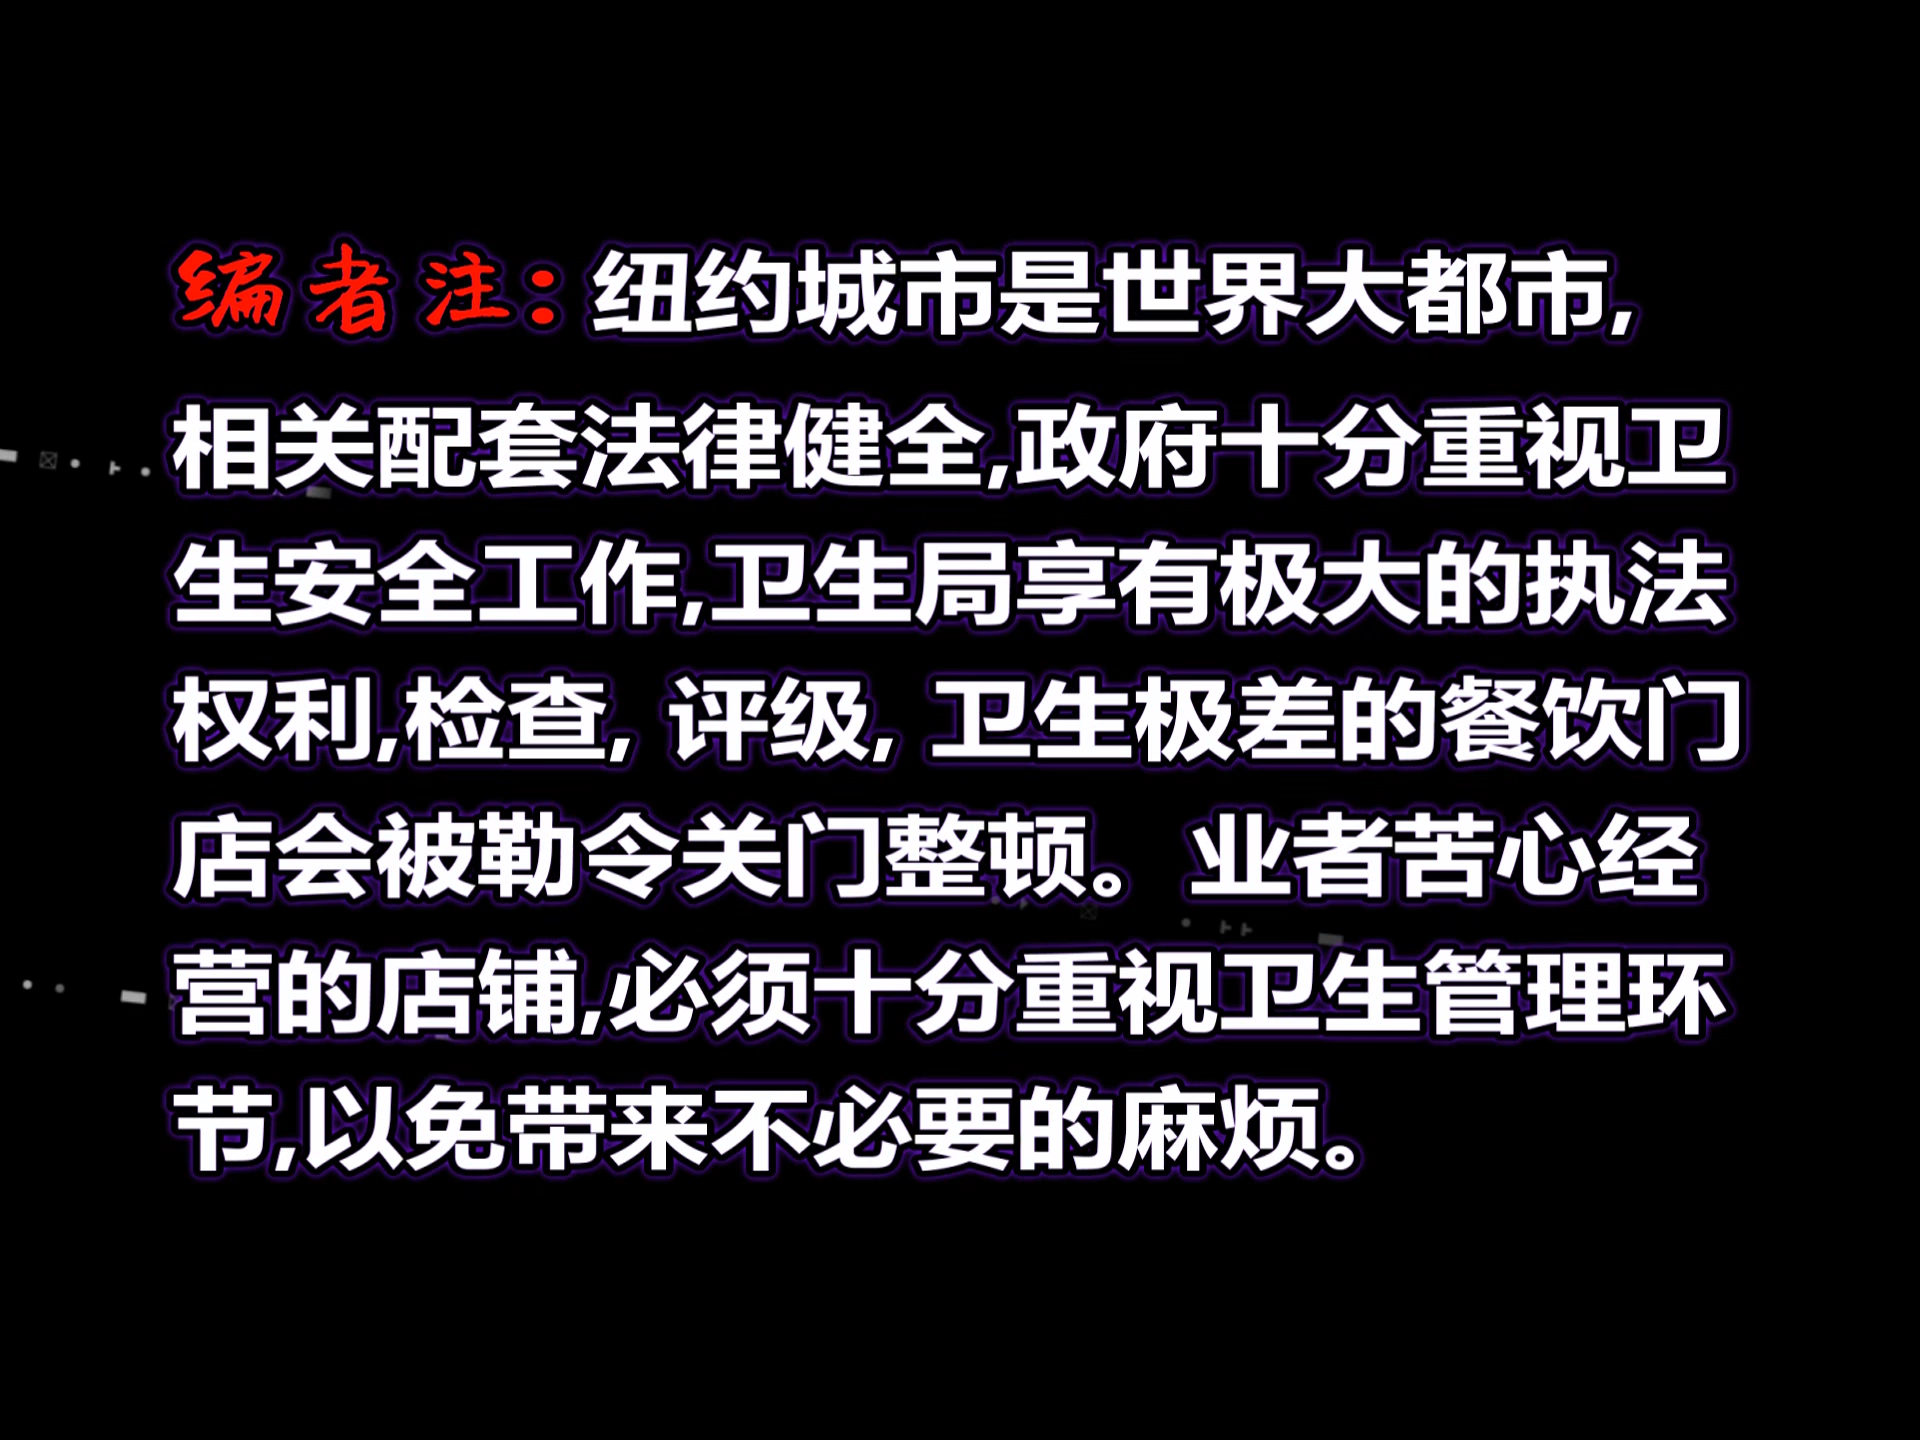 编者注:纽约城市是世界大都市,
相关配套法律健全,政府十分重视卫
生安全工作,卫生局享有极大的执法
权利,检查, 评级, 卫生极差的餐饮门
店会被勒令关门整顿。 业者苦心经
营的店铺,必须十分重视卫生管理环
节,以免带来不必要的麻烦。